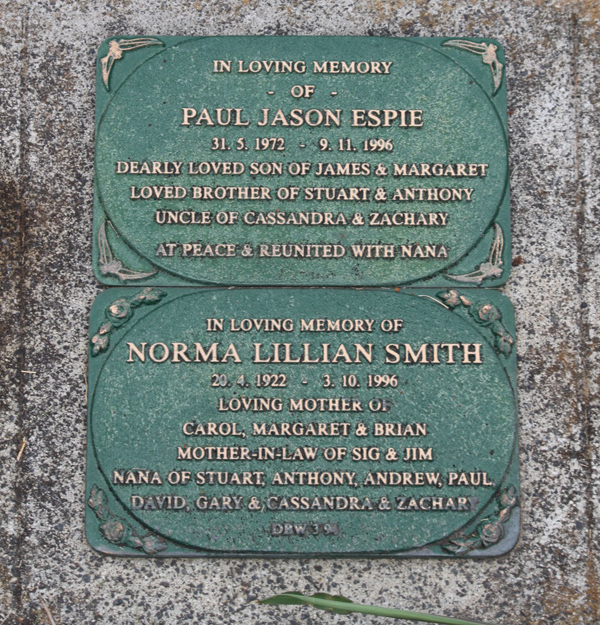 IN LOVING MEMORY
- OF -
PAUL JASON ESPIE
31. 5. 1972 - 9. 11. 1996
DEARLY LOVED SON OF JAMES & MARGARET
LOVED BROTHER OF STUART & ANTHONY
UNCLE OF CASSANDRA & ZACHARY
AT PEACE & REUNITED WITH NANA
IN LOVING MEMORY OF
NORMA LILLIAN SMITH
20. 4. 1922 - 3. 10. 1996
LOVING MOTHER OF
CAROL, MARGARET & BRIAN
MOTHER-IN-LAW OF SIG & JIM
NANA OF STUART, ANTHONY, ANDREW, PAUL
DAVID, GARY & CASSANDRA & ZACHARY